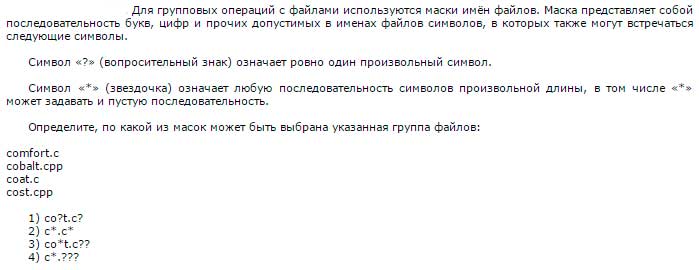 Для групповых операций с файлами используются маски имён файлов. Маска представляет собой
последовательность букв, цифр и прочих допустимых в именах файлов символов, в которых также могут встречаться
следующие символы.
Символ «?» (вопросительный знак) означает ровно один произвольный символ.
Символ «*» (звездочка) означает любую последовательность символов произвольной длины, в том числе «*»
может задавать и пустую последовательность.
Определите, по какой из масок может быть выбрана указанная группа файлов:
comfort.c
cobalt.cpp
coat.c
cost.cpp
1) co?t.c?
2) c*.c*
3) co*t.c??
4) c*.???